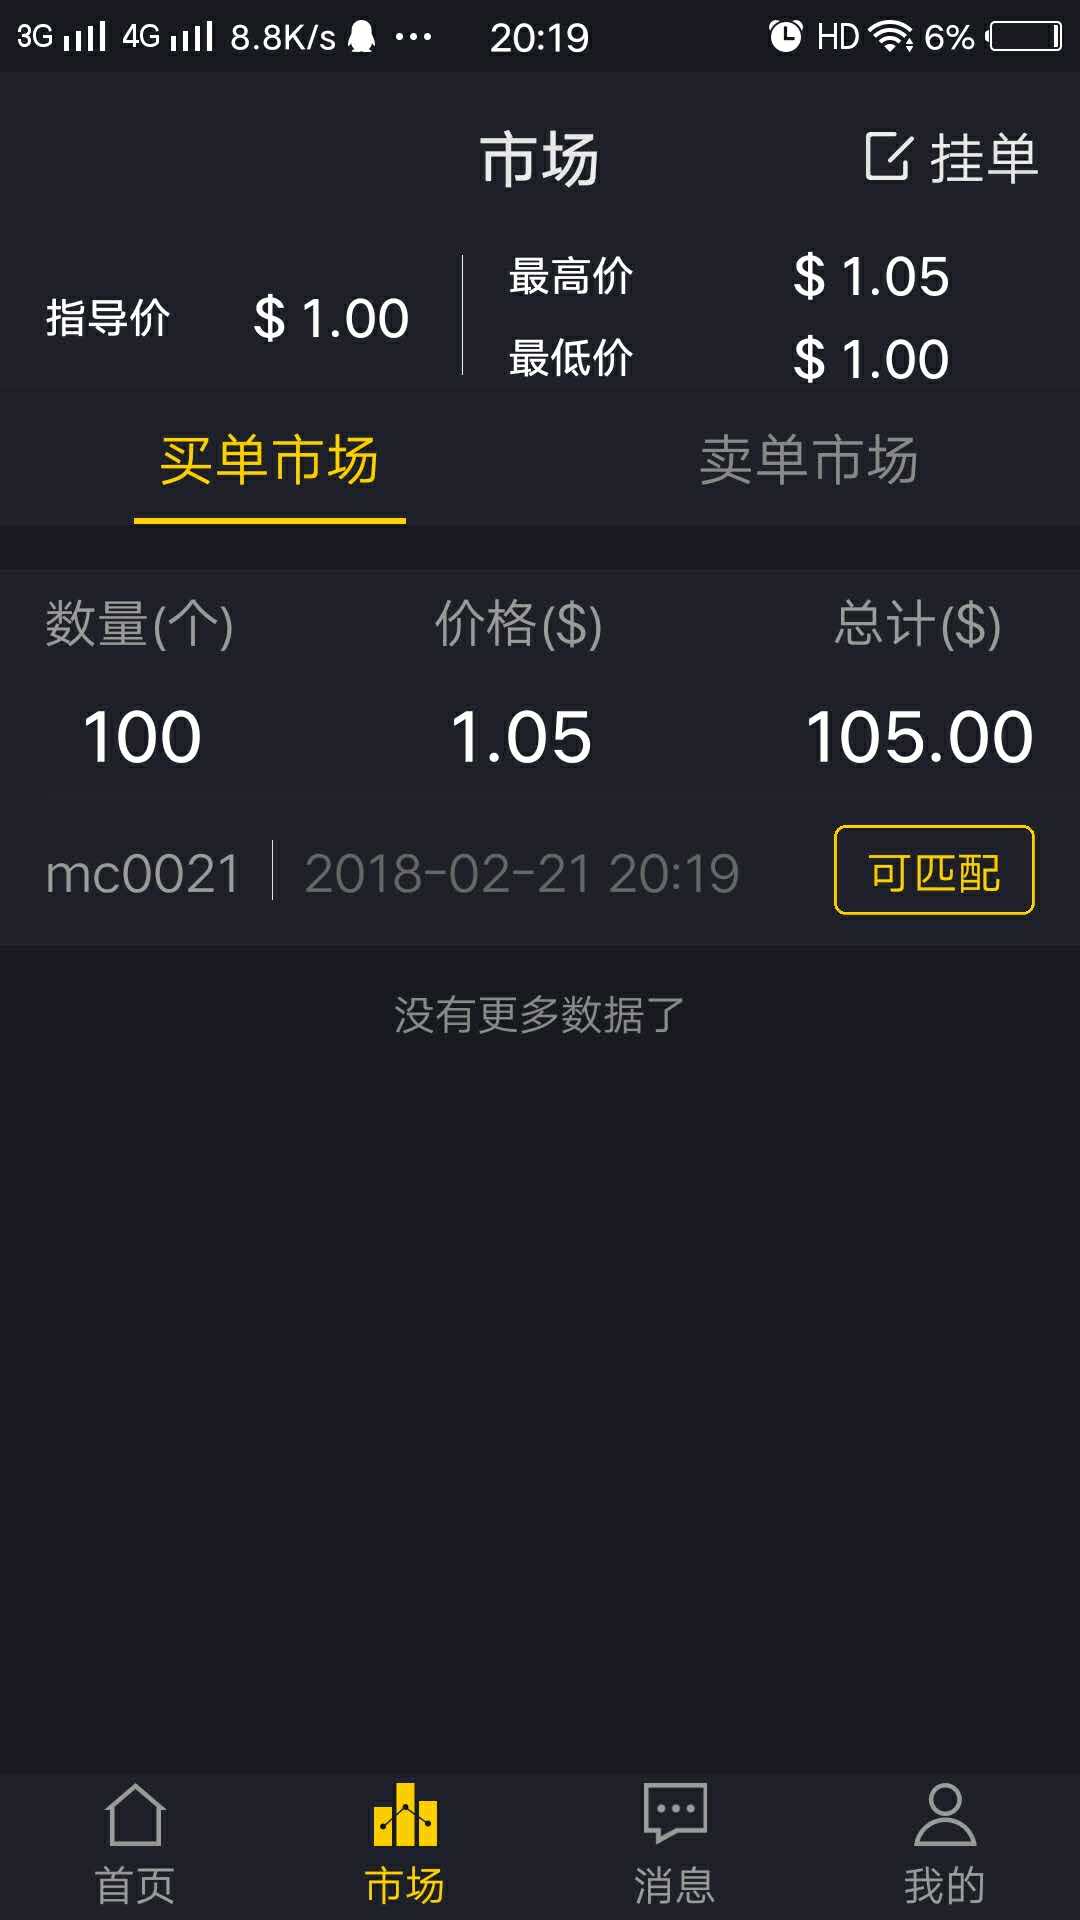 3G 4G 8.8K/s ... 20:19 HD 6%
市场 挂单
指导价 $ 1.00
最高价 $ 1.05
最低价 $ 1.00
买单市场 卖单市场
数量(个) 价格($) 总计($)
100 1.05 105.00
mc0021 2018-02-21 20:19 可匹配
没有更多数据了
首页 市场 消息 我的